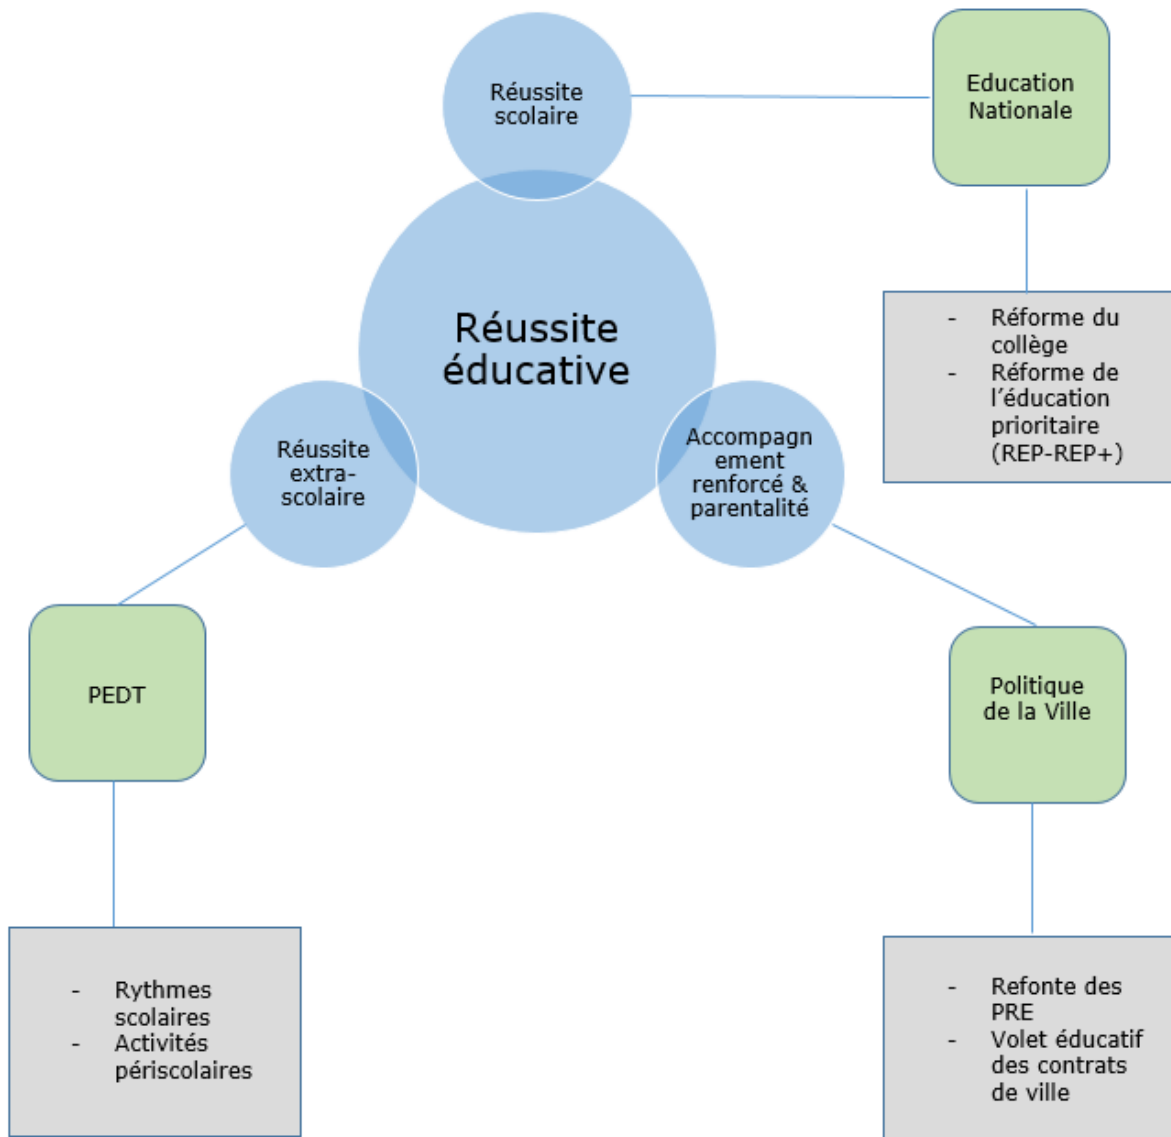 Réussite
scolaire
Education
Nationale
- Réforme du
collège
- Réforme de
l'éducation
prioritaire
(REP-REP+)
Réussite
éducative
Réussite
extra-
scolaire
Accompagn
ement
renforcé &
parentalité
PEDT
Politique
de la Ville
- Rythmes
scolaires
- Activités
périscolaires
- Refonte des
PRE
- Volet éducatif
des contrats
de ville